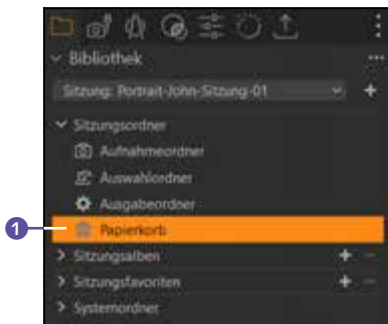 Bibliothek
Sitzung: Portrait-John-Sitzung-01
Sitzungsordner
Aufnahmeordner
Auswahlordner
Ausgabeordner
1 Papierkorb
Sitzungsalben
Sitzungsfavoriten
Systemordner